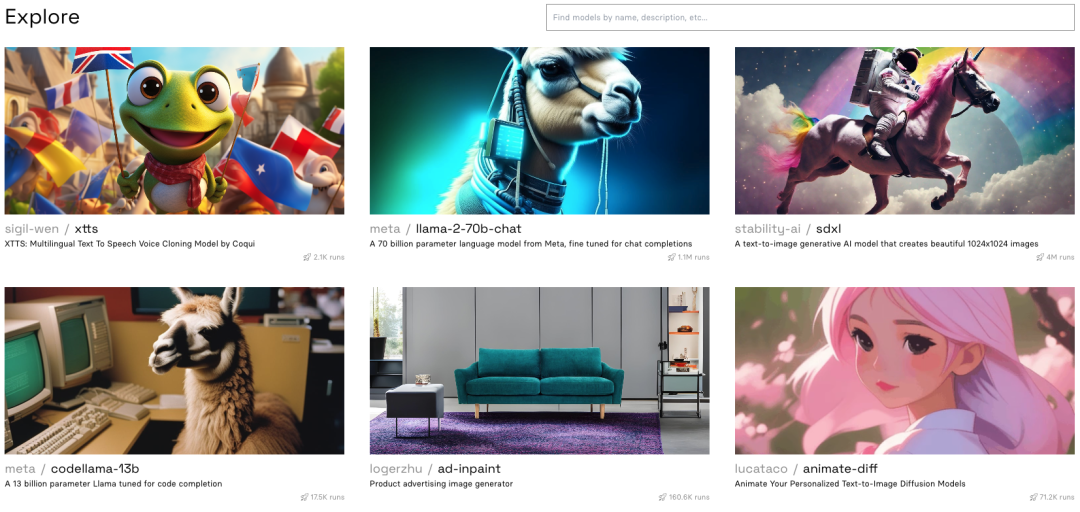 Explore
Find models by name, description, etc...
sigil-wen / xtts
XTTS: Multilingual Text To Speech Voice Cloning Model by Coqui
2.1K runs
meta / llama-2-70b-chat
A 70 billion parameter language model from Meta, fine tuned for chat completions
1.1M runs
stability-ai / sdxl
A text-to-image generative AI model that creates beautiful 1024x1024 images
4M runs
meta / codellama-13b
A 13 billion parameter Llama tuned for code completion
17.5K runs
logerzhu / ad-inpaint
Product advertising image generator
160.6K runs
lucataco / animate-diff
Animate Your Personalized Text-to-Image Diffusion Models
71.2K runs